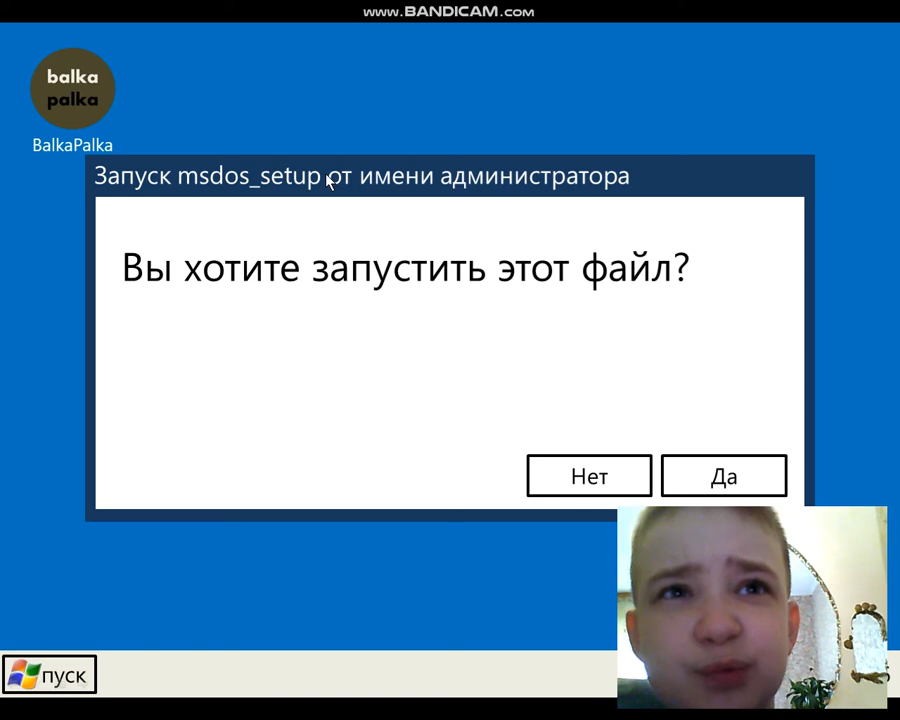 www.BANDICAM.com
balka
palka
BalkaPalka
Запуск msdos_setup от имени администратора
Вы хотите запустить этот файл?
Нет
Да
пуск